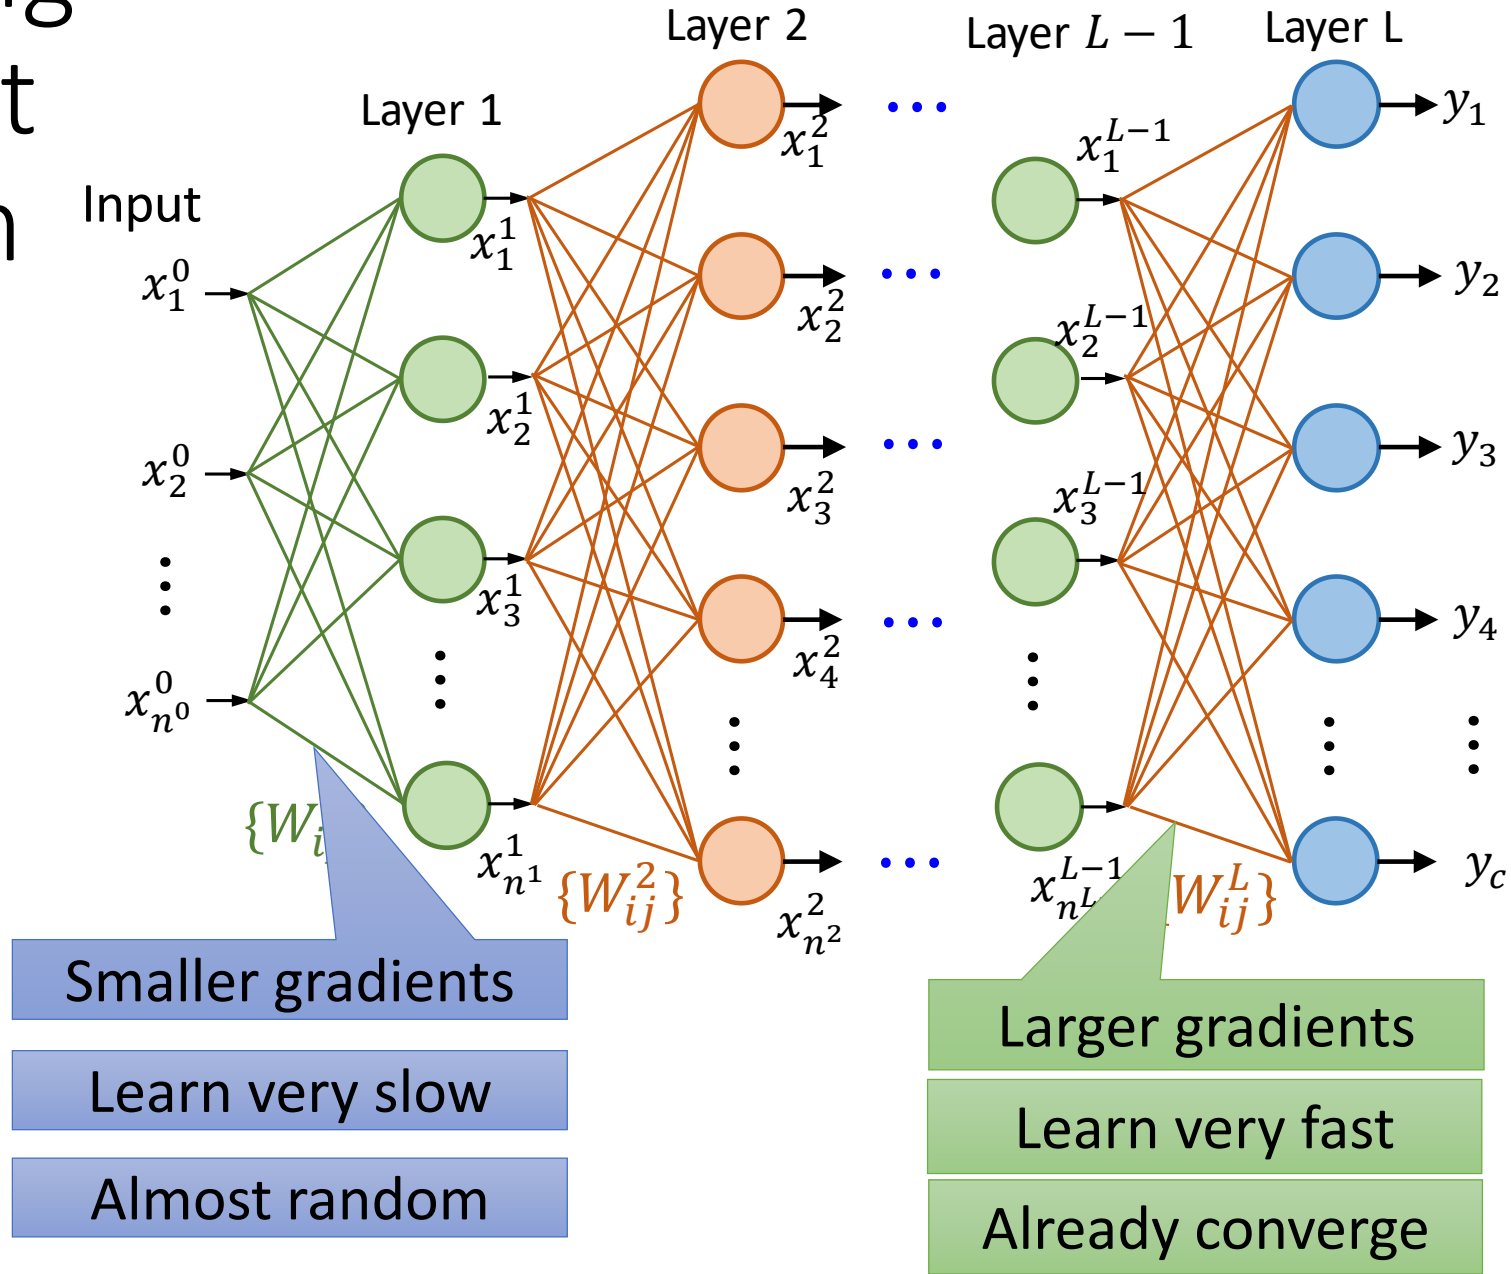 Layer 2
Layer L − 1
Layer L
t
Layer 1
Input
n
x_1^0
x_2^0
⋮
x_{n^0}^0
x_1^1
x_2^1
x_3^1
⋮
x_{n^1}^1
x_1^2
x_2^2
x_3^2
x_4^2
⋮
x_{n^2}^2
…
…
…
…
…
x_1^{L−1}
x_2^{L−1}
x_3^{L−1}
⋮
y_1
y_2
y_3
y_4
⋮
⋮
y_c
{W_{ij}^2}
W_{ij}^L}
Smaller gradients
Learn very slow
Almost random
Larger gradients
Learn very fast
Already converge